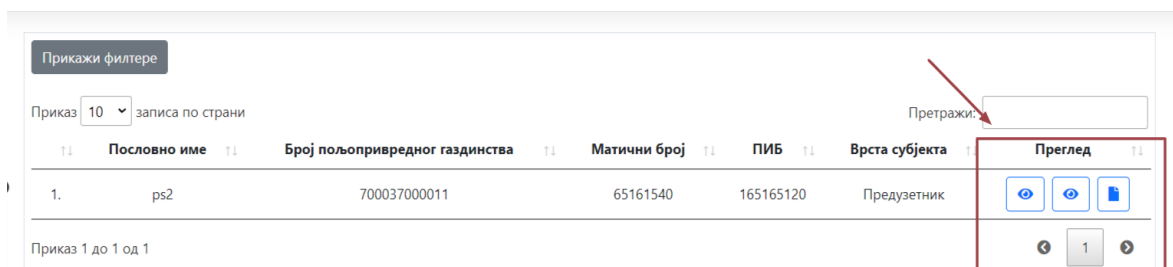 Прикажи филтере
Приказ 10 записа по страни
Претражи:
Пословно име Број пољопривредног газдинства Матични број ПИБ Врста субјекта Преглед
1. ps2 700037000011 65161540 165165120 Предузетник
Приказ 1 до 1 од 1
1